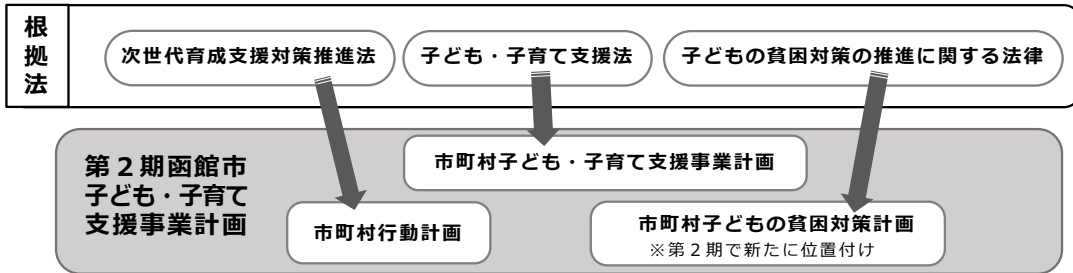 根拠法
次世代育成支援対策推進法
子ども・子育て支援法
子どもの貧困対策の推進に関する法律
第２期函館市
子ども・子育て
支援事業計画
市町村子ども・子育て支援事業計画
市町村行動計画
市町村子どもの貧困対策計画
※第２期で新たに位置付け